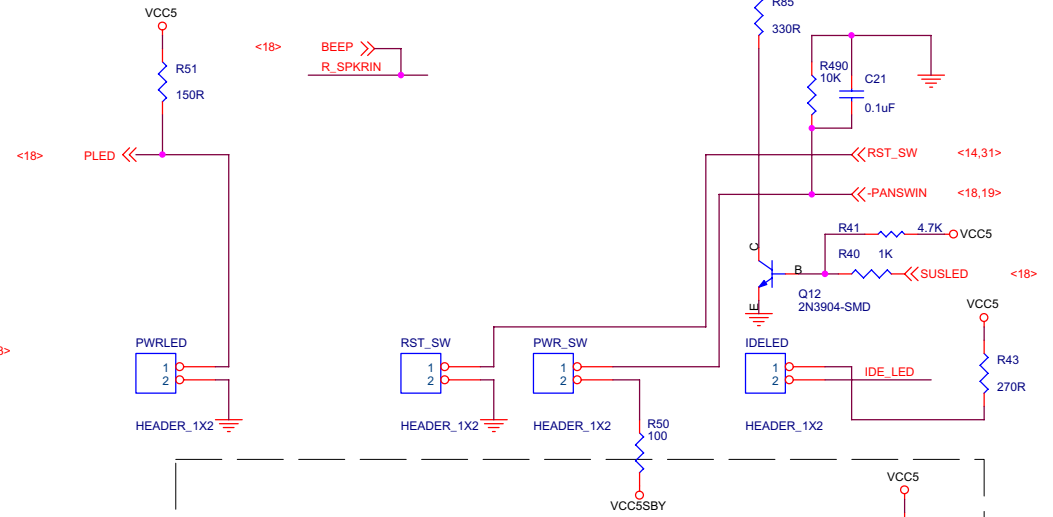 VCC5
R85
330R
<18>
BEEP
R_SPKRIN
R51
150R
R490
10K
C21
0.1uF
<18>
PLED
RST_SW
<14,31>
-PANSWIN
<18,19>
R41
4.7K
VCC5
C
R40
1K
B
SUSLED
<18>
Q12
2N3904-SMD
E
VCC5
PWRLED
RST_SW
PWR_SW
IDELED
1
2
1
2
1
2
1
2
IDE_LED
R43
270R
HEADER_1X2
HEADER_1X2
HEADER_1X2
HEADER_1X2
R50
100
VCC5
VCC5SBY